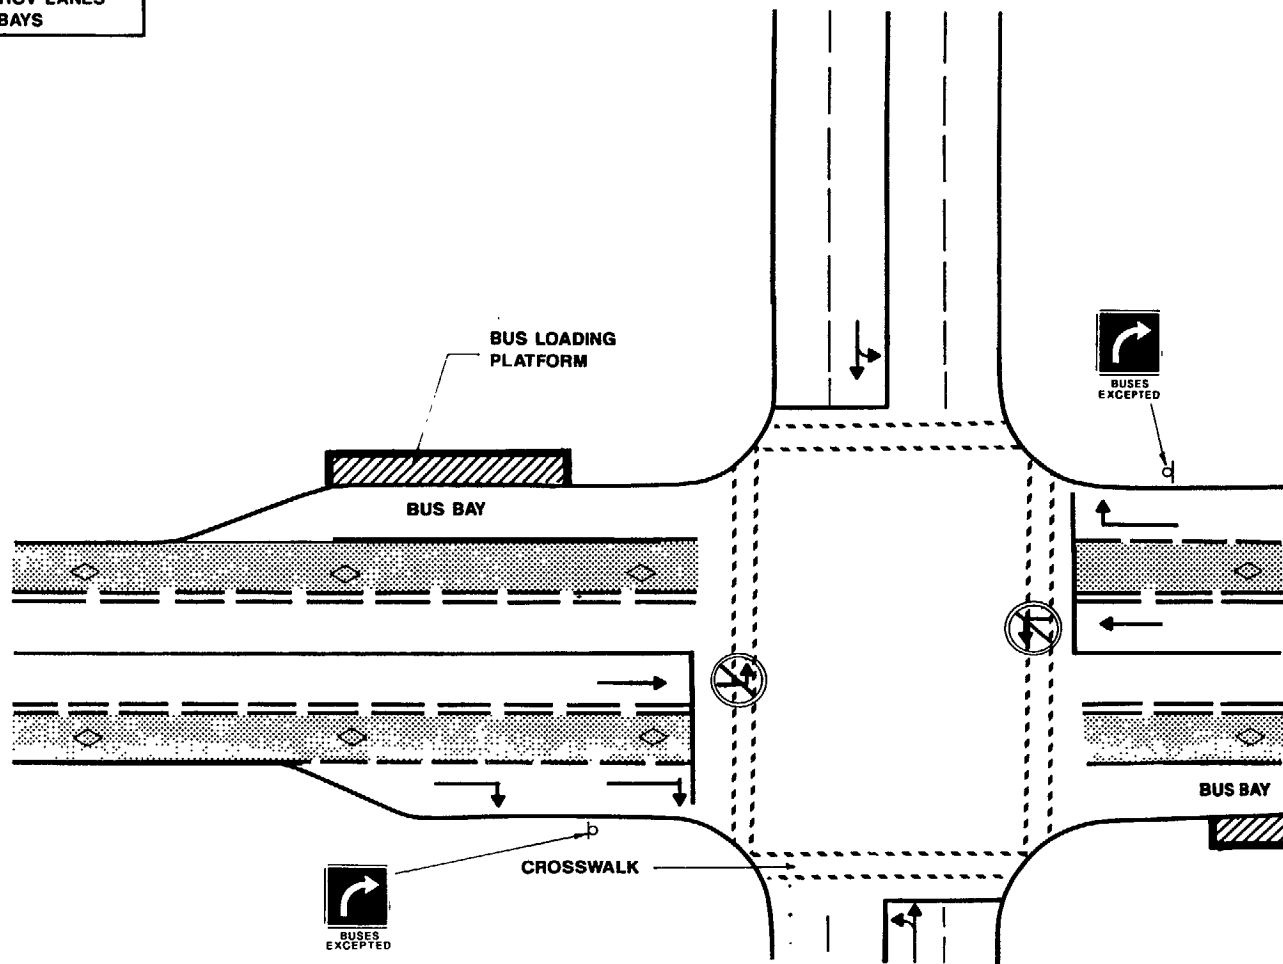 HOV LANES
BAYS
BUS LOADING
PLATFORM
BUSES
EXCEPTED
BUS BAY
BUS BAY
CROSSWALK
BUSES
EXCEPTED